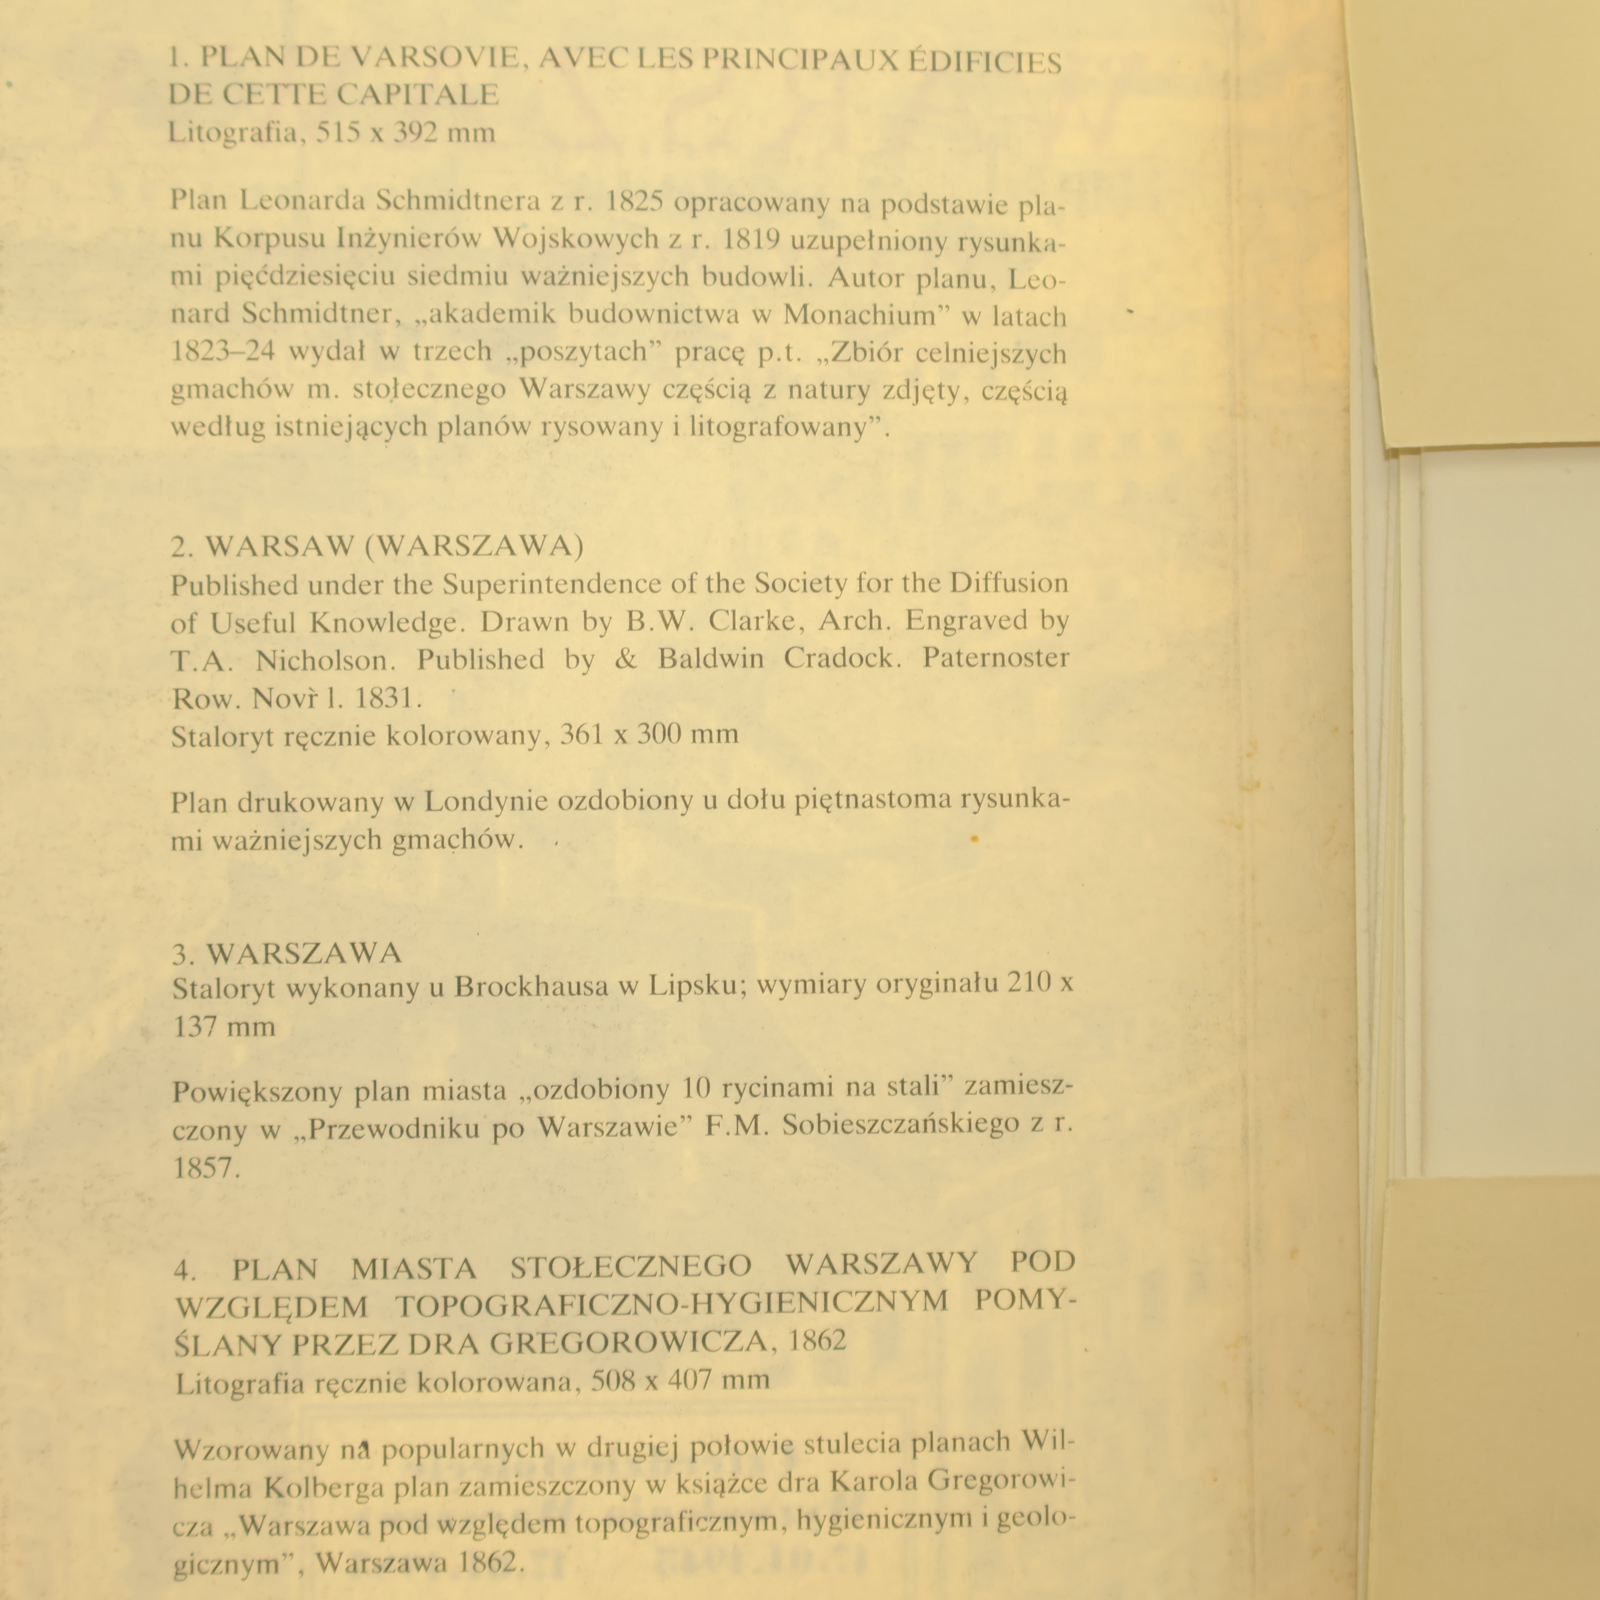 1. PLAN DE VARSOVIE, AVEC LES PRINCIPAUX ÉDIFICIES
DE CETTE CAPITALE
Litografia, 515 x 392 mm
Plan Leonarda Schmidtnera z r. 1825 opracowany na podstawie pla-
nu Korpusu Inżynierów Wojskowych z r. 1819 uzupełniony rysunka-
mi pięćdziesięciu siedmiu ważniejszych budowli. Autor planu, Leo-
nard Schmidtner, „akademik budownictwa w Monachium” w latach
1823–24 wydał w trzech „poszytach” pracę p.t. „Zbiór celniejszych
gmachów m. stołecznego Warszawy częścią z natury zdjęty, częścią
według istniejących planów rysowany i litografowany”.
2. WARSAW (WARSZAWA)
Published under the Superintendence of the Society for the Diffusion
of Useful Knowledge. Drawn by B.W. Clarke, Arch. Engraved by
T.A. Nicholson. Published by & Baldwin Cradock. Paternoster
Row. Novr̀ l. 1831.
Staloryt ręcznie kolorowany, 361 x 300 mm
Plan drukowany w Londynie ozdobiony u dołu piętnastoma rysunka-
mi ważniejszych gmachów.
3. WARSZAWA
Staloryt wykonany u Brockhausa w Lipsku; wymiary oryginału 210 x
137 mm
Powiększony plan miasta „ozdobiony 10 rycinami na stali” zamiesz-
czony w „Przewodniku po Warszawie” F.M. Sobieszczańskiego z r.
1857.
4. PLAN MIASTA STOŁECZNEGO WARSZAWY POD
WZGLĘDEM TOPOGRAFICZNO-HYGIENICZNYM POMY-
ŚLANY PRZEZ DRA GREGOROWICZA, 1862
Litografia ręcznie kolorowana, 508 x 407 mm
Wzorowany na popularnych w drugiej połowie stulecia planach Wil-
helma Kolberga plan zamieszczony w książce dra Karola Gregorowi-
cza „Warszawa pod względem topograficznym, hygienicznym i geolo-
gicznym”, Warszawa 1862.